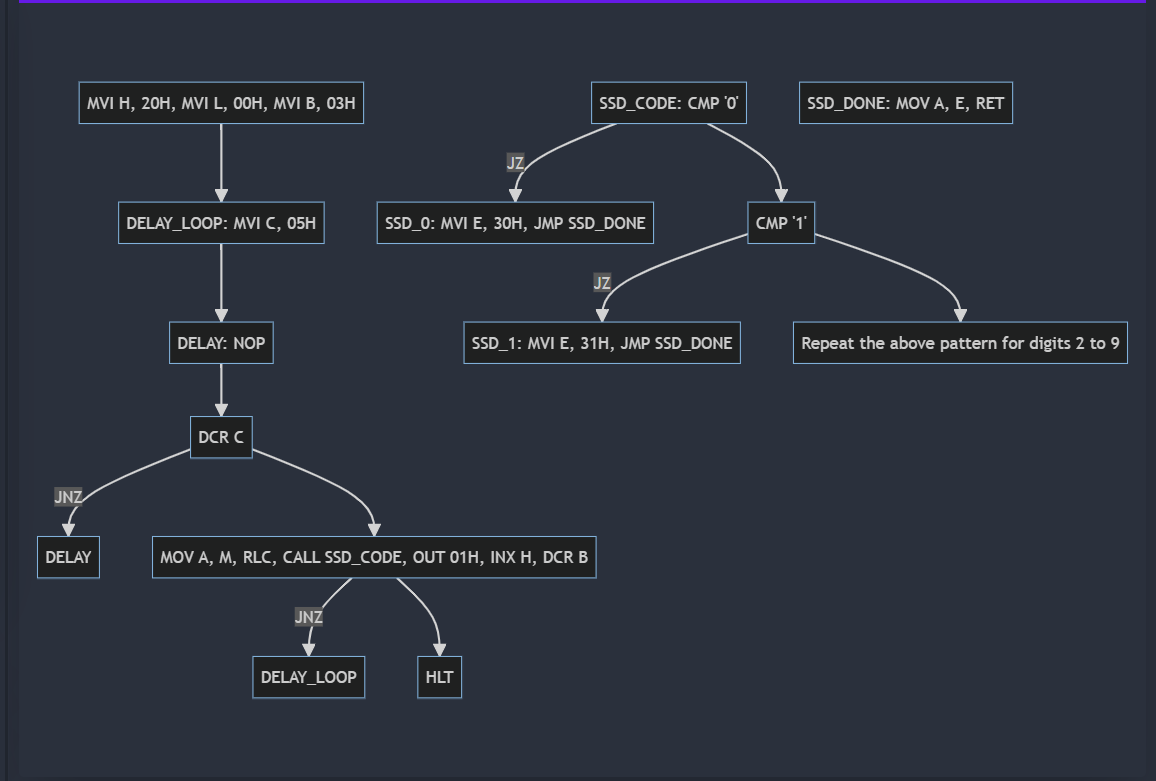 MVI H, 20H, MVI L, 00H, MVI B, 03H
SSD_CODE: CMP '0'
SSD_DONE: MOV A, E, RET
JZ
DELAY_LOOP: MVI C, 05H
SSD_0: MVI E, 30H, JMP SSD_DONE
CMP '1'
JZ
DELAY: NOP
SSD_1: MVI E, 31H, JMP SSD_DONE
Repeat the above pattern for digits 2 to 9
DCR C
JNZ
DELAY
MOV A, M, RLC, CALL SSD_CODE, OUT 01H, INX H, DCR B
JNZ
DELAY_LOOP
HLT